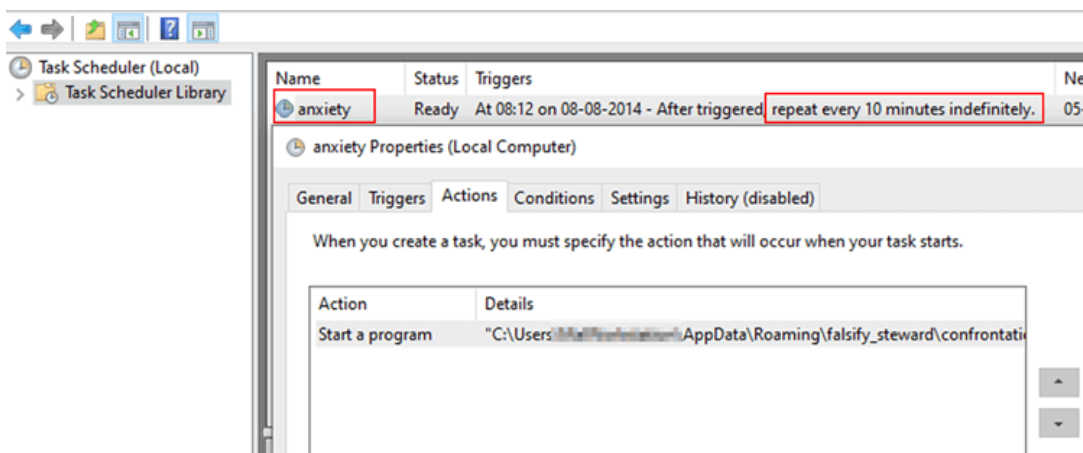 Task Scheduler (Local)
Task Scheduler Library
Name Status Triggers Ne
anxiety Ready At 08:12 on 08-08-2014 - After triggered, repeat every 10 minutes indefinitely. 05-
anxiety Properties (Local Computer)
General Triggers Actions Conditions Settings History (disabled)
When you create a task, you must specify the action that will occur when your task starts.
Action Details
Start a program "C:\Users\ \AppData\Roaming\falsify_steward\confrontati